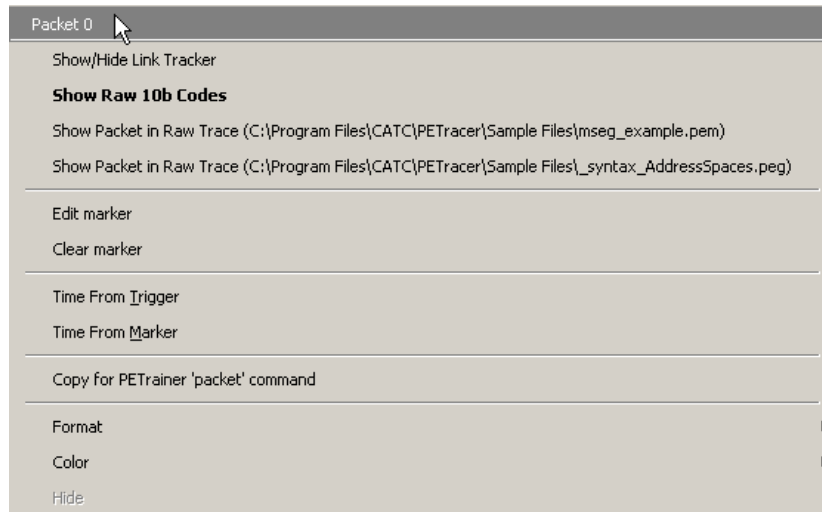 Packet 0
Show/Hide Link Tracker
Show Raw 10b Codes
Show Packet in Raw Trace (C:\Program Files\CATC\PETracer\Sample Files\mseg_example.pem)
Show Packet in Raw Trace (C:\Program Files\CATC\PETracer\Sample Files\_syntax_AddressSpaces.peg)
Edit marker
Clear marker
Time From Trigger
Time From Marker
Copy for PETrainer 'packet' command
Format
Color
Hide